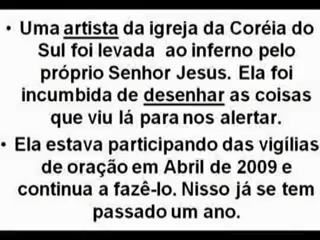 • Uma artista da igreja da Coréia do
Sul foi levada ao inferno pelo
próprio Senhor Jesus. Ela foi
incumbida de desenhar as coisas
que viu lá para nos alertar.
• Ela estava participando das vigílias
de oração em Abril de 2009 e
continua a fazê-lo. Nisso já se tem
passado um ano.